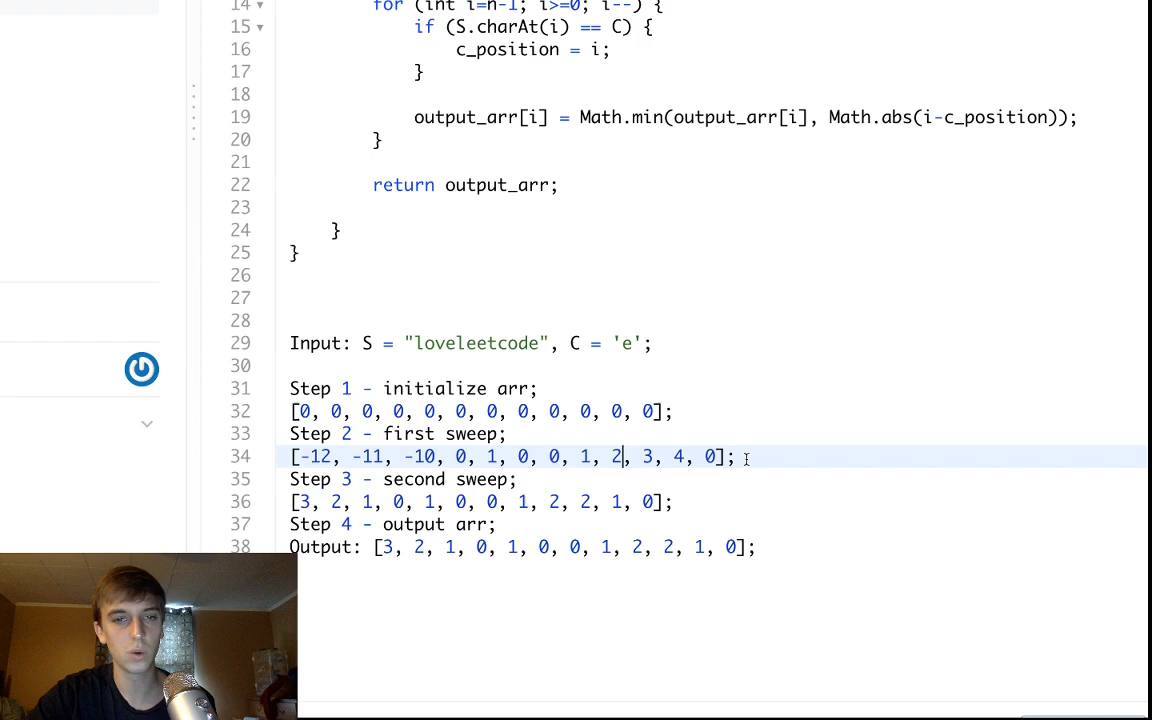 14 for (int i=n-1; i>=0; i--) {
15 if (S.charAt(i) == C) {
16 c_position = i;
17 }
18
19 output_arr[i] = Math.min(output_arr[i], Math.abs(i-c_position));
20 }
21
22 return output_arr;
23
24 }
25 }
26
27
28
29 Input: S = "loveleetcode", C = 'e';
30
31 Step 1 - initialize arr;
32 [0, 0, 0, 0, 0, 0, 0, 0, 0, 0, 0, 0];
33 Step 2 - first sweep;
34 [-12, -11, -10, 0, 1, 0, 0, 1, 2, 3, 4, 0];
35 Step 3 - second sweep;
36 [3, 2, 1, 0, 1, 0, 0, 1, 2, 2, 1, 0];
37 Step 4 - output arr;
38 Output: [3, 2, 1, 0, 1, 0, 0, 1, 2, 2, 1, 0];